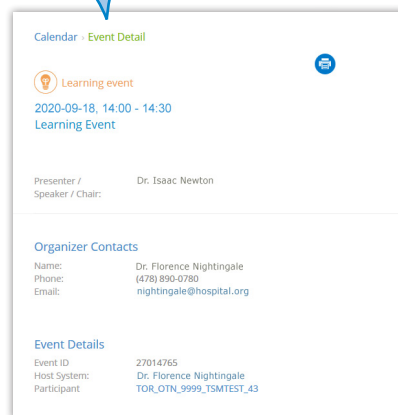 Calendar › Event Detail
Learning event
2020-09-18, 14:00 - 14:30
Learning Event
Presenter / Speaker / Chair: Dr. Isaac Newton
Organizer Contacts
Name: Dr. Florence Nightingale
Phone: (478) 890-0780
Email: nightingale@hospital.org
Event Details
Event ID 27014765
Host System: Dr. Florence Nightingale
Participant TOR_OTN_9999_TSMTEST_43